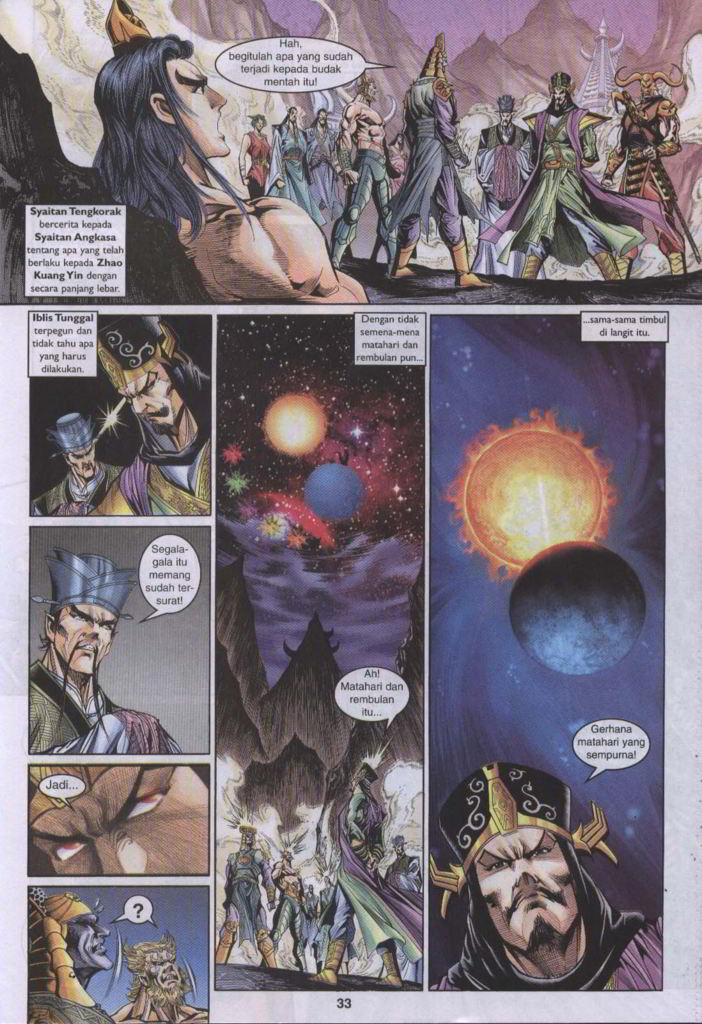 Hah,
begitulah apa yang sudah
terjadi kepada budak
mentah itu!
Syaitan Tengkorak
bercerita kepada
Syaitan Angkasa
tentang apa yang telah
berlaku kepada Zhao
Kuang Yin dengan
secara panjang lebar.
Iblis Tunggal
terpegun dan
tidak tahu apa
yang harus
dilakukan.
Segala-
gala itu
memang
sudah ter-
surat!
Jadi...
?
Dengan tidak
semena-mena
matahari dan
rembulan pun...
Ah!
Matahari dan
rembulan
itu...
...sama-sama timbul
di langit itu.
Gerhana
matahari yang
sempurna!
33